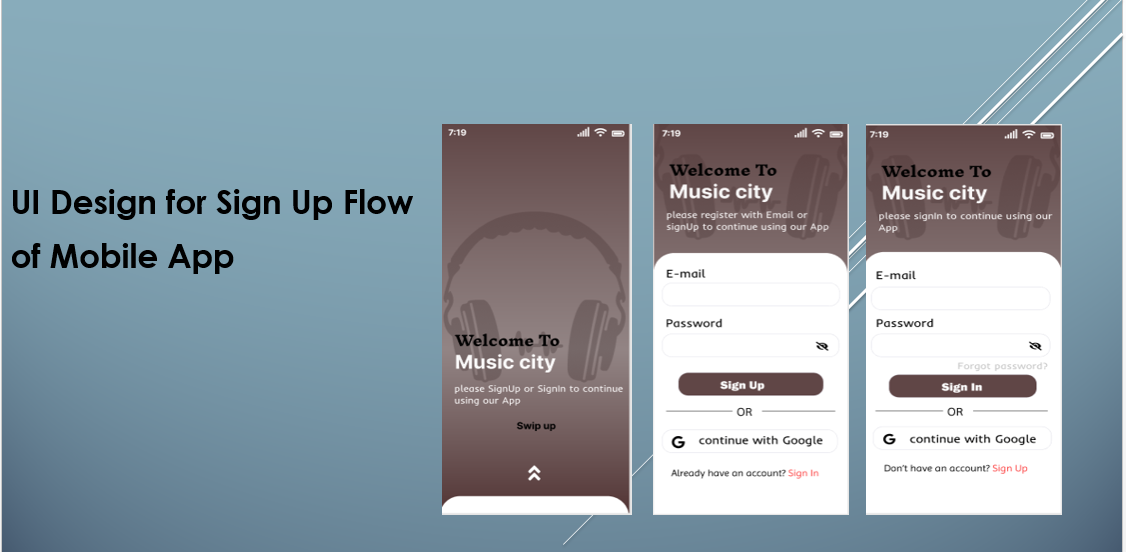 UI Design for Sign Up Flow
of Mobile App
7:19
Welcome To
Music city
please SignUp or SignIn to continue
using our App
Swip up
7:19
Welcome To
Music city
please register with Email or
signUp to continue using our App
E-mail
Password
Sign Up
OR
G continue with Google
Already have an account? Sign In
7:19
Welcome To
Music city
please signIn to continue using our
App
E-mail
Password
Forgot password?
Sign In
OR
G continue with Google
Don't have an account? Sign Up